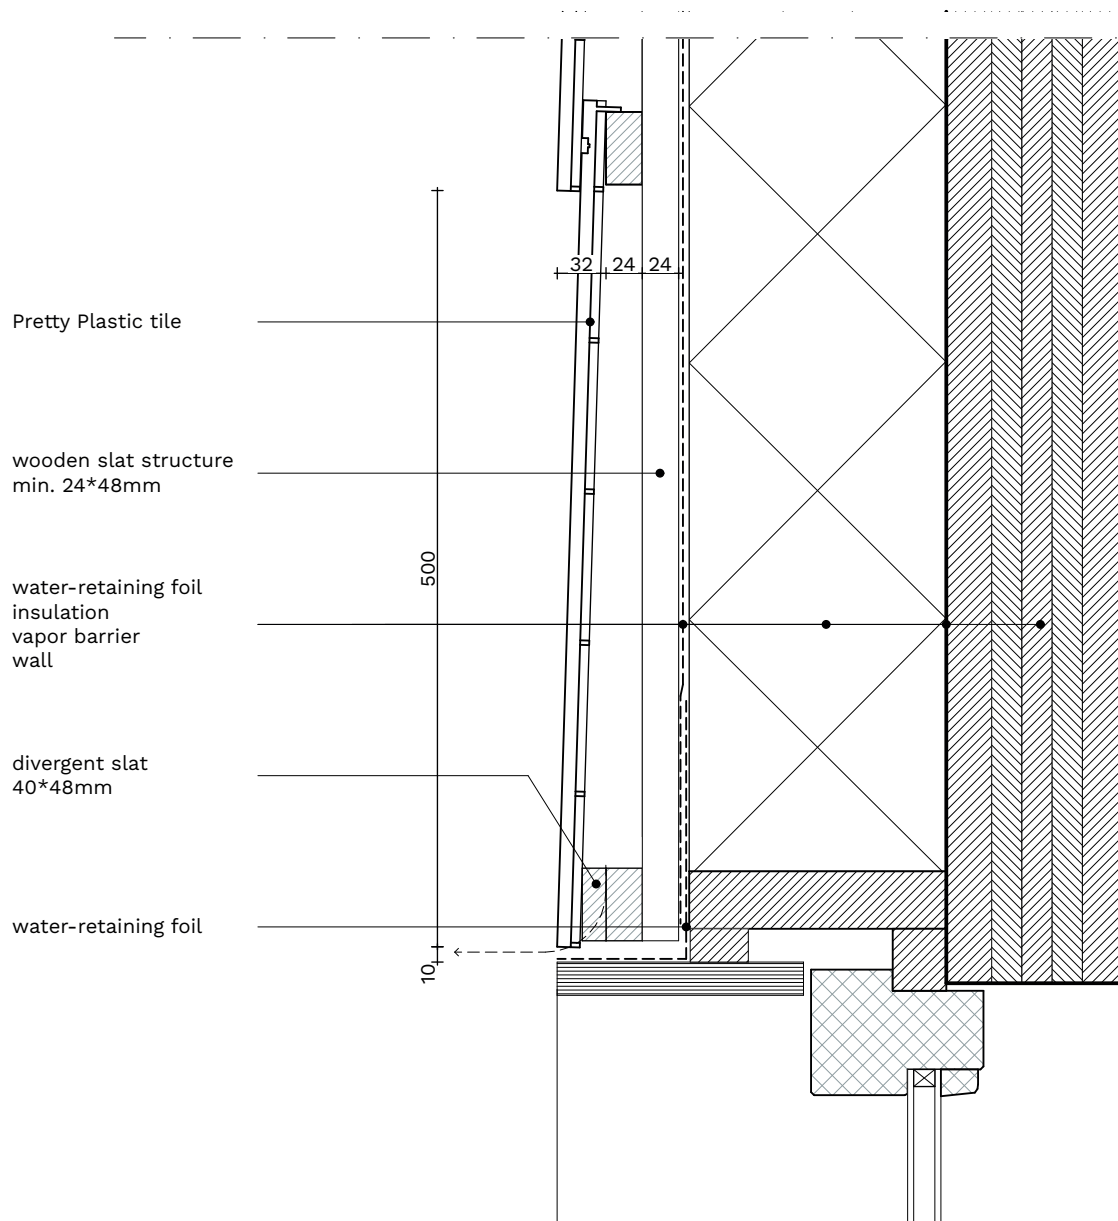 32 24 24
Pretty Plastic tile
wooden slat structure
min. 24*48mm
500
water-retaining foil
insulation
vapor barrier
wall
divergent slat
40*48mm
water-retaining foil
10